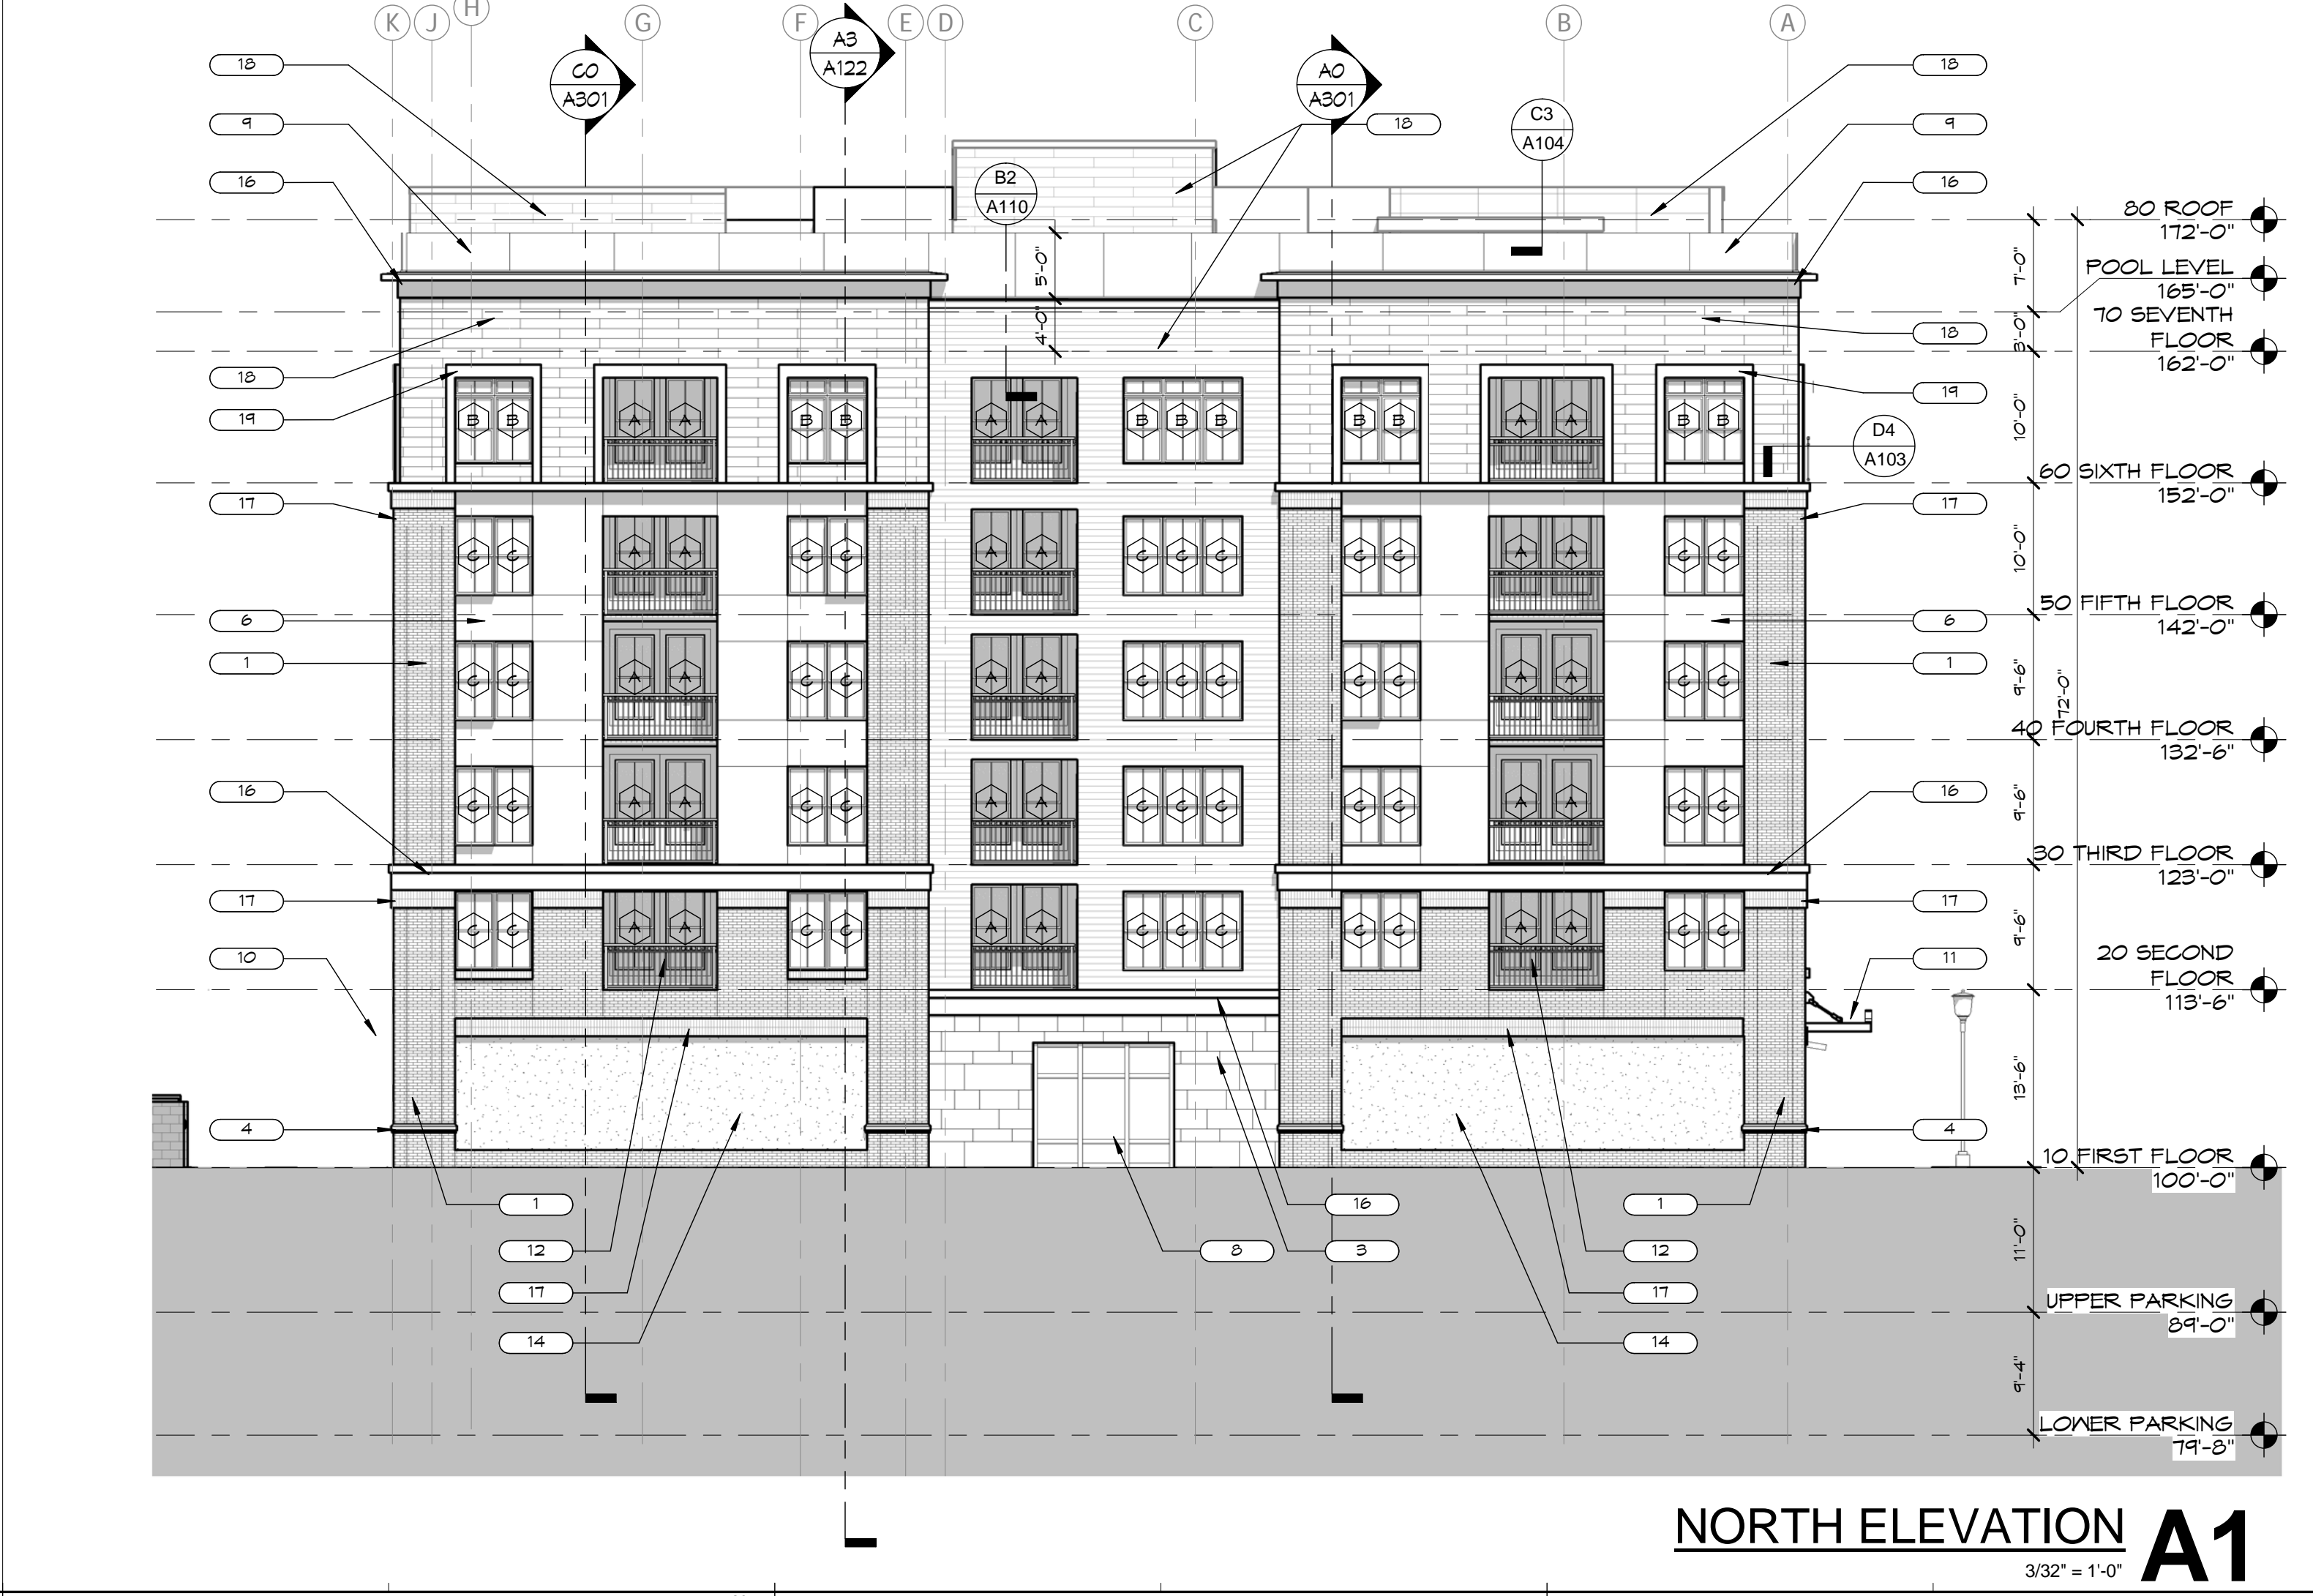 K J H G F E D C B A
A3
A122
C0
A301
A0
A301
18
18
18
C3
A104
9
9
B2
A110
16
16
80 ROOF
172'-0"
7'-0"
5'-0"
POOL LEVEL
165'-0"
4'-0"
3'-0"
70 SEVENTH
FLOOR
162'-0"
18
18
19
19
10'-0"
B B A A B B A A B B B B B A A B B
D4
A103
60 SIXTH FLOOR
152'-0"
17
17
10'-0"
C C A A C C A A C C C C C A A C C
50 FIFTH FLOOR
142'-0"
6
6
1
1
9'-6"
72'-0"
C C A A C C A A C C C C C A A C C
40 FOURTH FLOOR
132'-6"
16
16
9'-6"
C C A A C C A A C C C C C A A C C
30 THIRD FLOOR
123'-0"
17
17
9'-6"
C C A A C C A A C C C C C A A C C
10
11
20 SECOND
FLOOR
113'-6"
13'-6"
4
4
10 FIRST FLOOR
100'-0"
1
16
1
12
8
3
12
11'-0"
17
17
UPPER PARKING
89'-0"
14
14
9'-4"
LOWER PARKING
79'-8"
NORTH ELEVATION A1
3/32" = 1'-0"